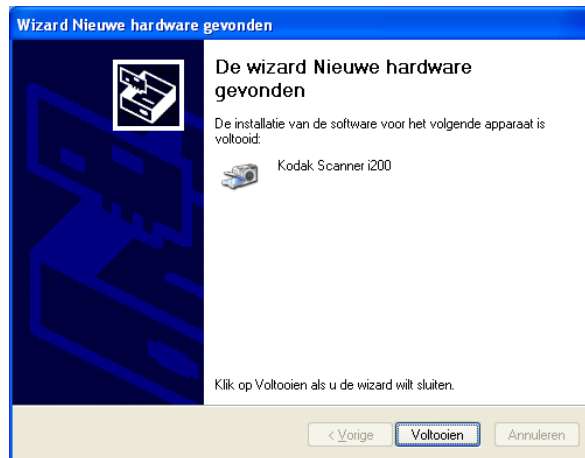 Wizard Nieuwe hardware gevonden
De wizard Nieuwe hardware
gevonden
De installatie van de software voor het volgende apparaat is
voltooid:
Kodak Scanner i200
Klik op Voltooien als u de wizard wilt sluiten.
< Vorige Voltooien Annuleren